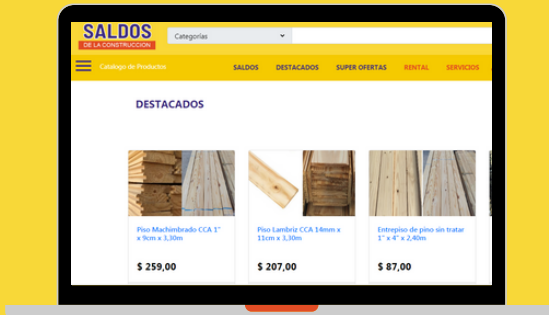 SALDOS
DE LA CONSTRUCCION
Categorías
Catalogo de Productos
SALDOS DESTACADOS SUPER OFERTAS RENTAL SERVICIOS
DESTACADOS
Piso Machimbrado CCA 1"
x 9cm x 3,30m
$ 259,00
Piso Lambriz CCA 14mm x
11cm x 3,30m
$ 207,00
Entrepiso de pino sin tratar
1" x 4" x 2,40m
$ 87,00